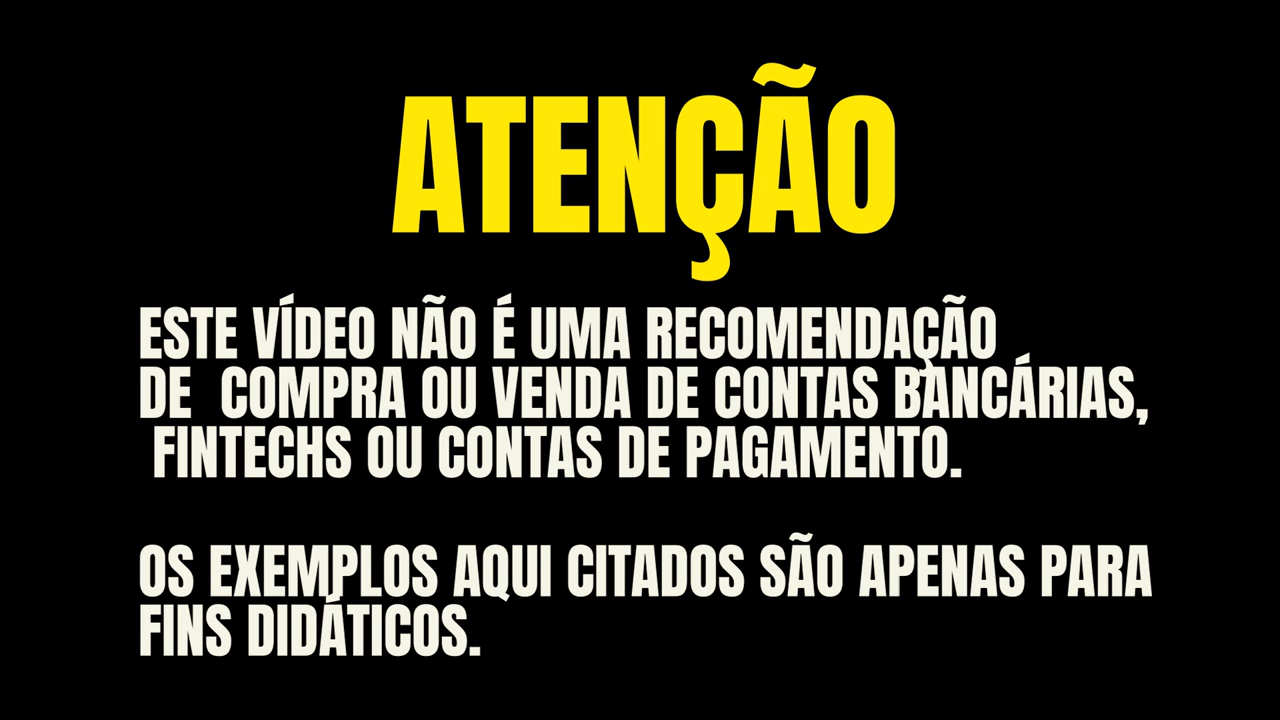 ATENÇÃO
ESTE VÍDEO NÃO É UMA RECOMENDAÇÃO
DE COMPRA OU VENDA DE CONTAS BANCÁRIAS,
FINTECHS OU CONTAS DE PAGAMENTO.
OS EXEMPLOS AQUI CITADOS SÃO APENAS PARA
FINS DIDÁTICOS.